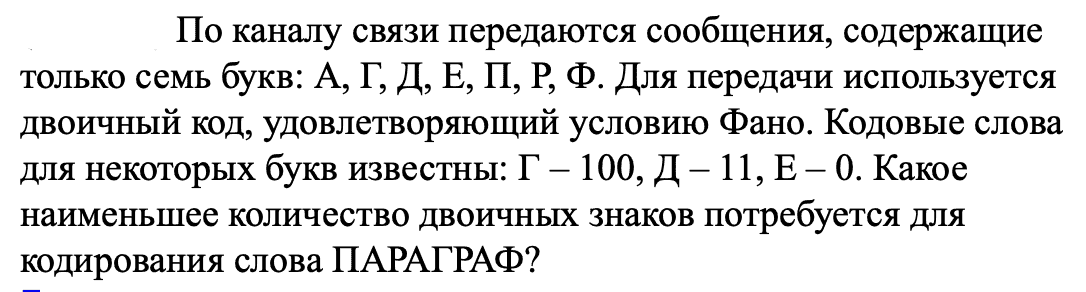 По каналу связи передаются сообщения, содержащие
только семь букв: А, Г, Д, Е, П, Р, Ф. Для передачи используется
двоичный код, удовлетворяющий условию Фано. Кодовые слова
для некоторых букв известны: Г – 100, Д – 11, Е – 0. Какое
наименьшее количество двоичных знаков потребуется для
кодирования слова ПАРАГРАФ?